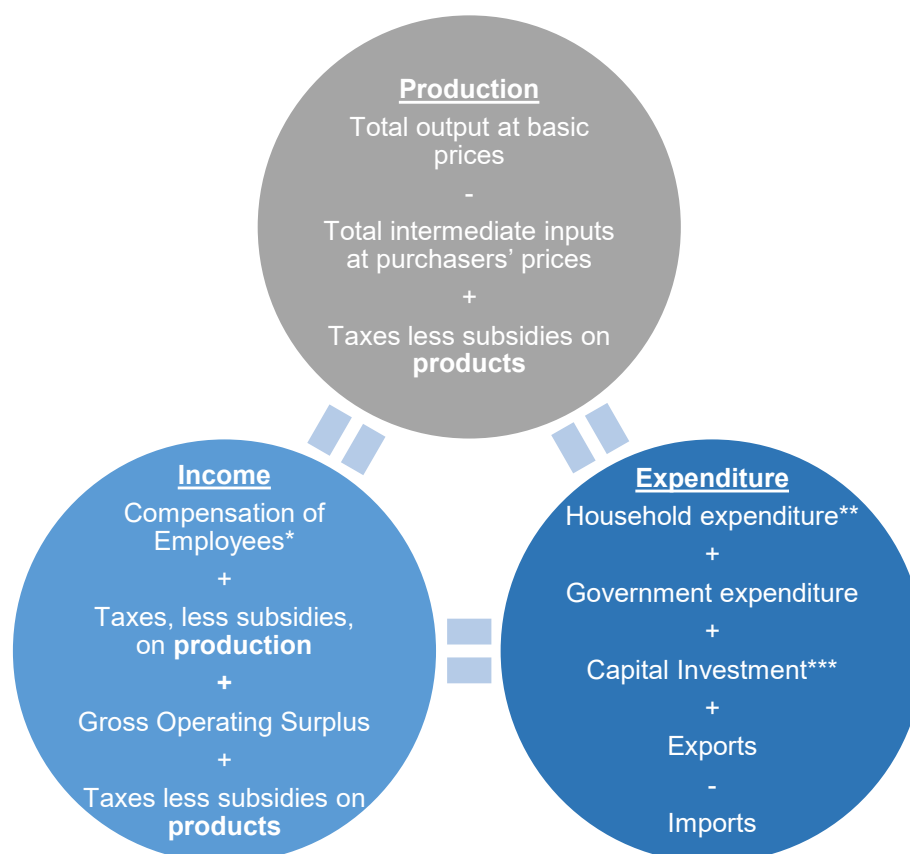 Production
Total output at basic
prices
-
Total intermediate inputs
at purchasers’ prices
+
Taxes less subsidies on
products
Income
Compensation of
Employees*
+
Taxes, less subsidies,
on production
+
Gross Operating Surplus
+
Taxes less subsidies on
products
Expenditure
Household expenditure**
+
Government expenditure
+
Capital Investment***
+
Exports
-
Imports